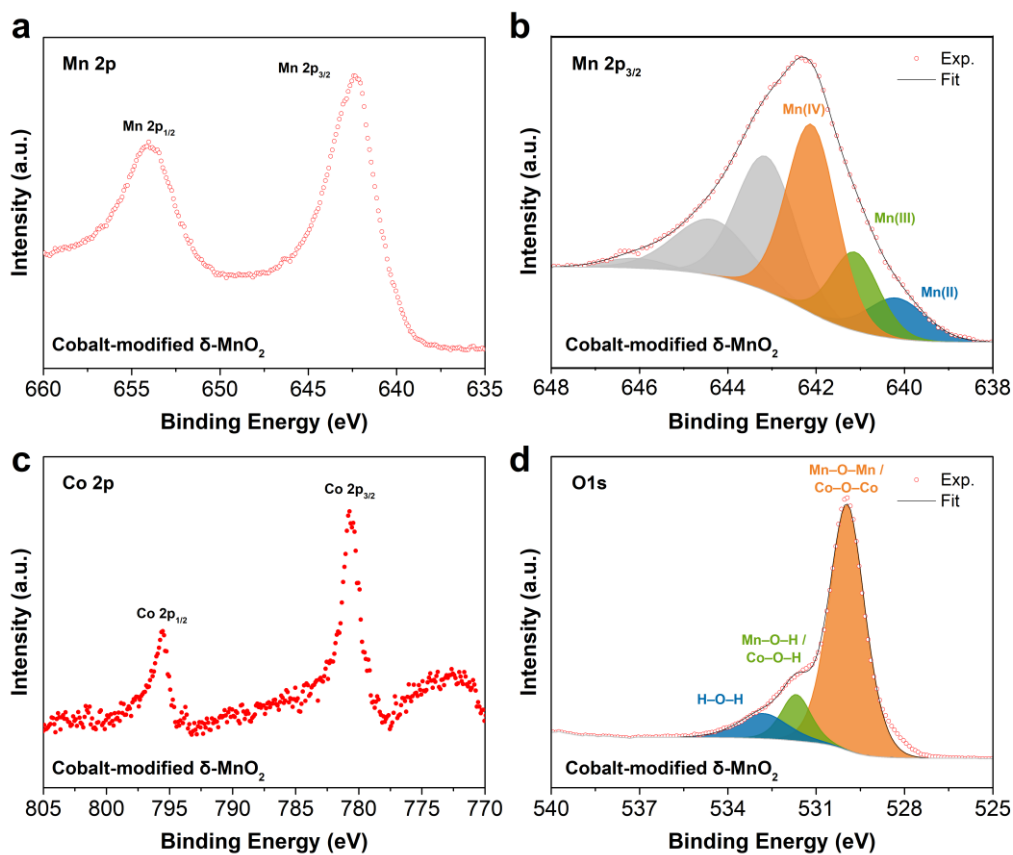 a
Mn 2p
Mn 2p3/2
Mn 2p1/2
Cobalt-modified δ-MnO2
Intensity (a.u.)
660 655 650 645 640 635
Binding Energy (eV)
b
Mn 2p3/2
Exp.
Fit
Mn(IV)
Mn(III)
Mn(II)
Cobalt-modified δ-MnO2
Intensity (a.u.)
648 646 644 642 640 638
Binding Energy (eV)
c
Co 2p
Co 2p3/2
Co 2p1/2
Cobalt-modified δ-MnO2
Intensity (a.u.)
805 800 795 790 785 780 775 770
Binding Energy (eV)
d
O1s
Mn–O–Mn /
Co–O–Co
Exp.
Fit
Mn–O–H /
Co–O–H
H–O–H
Cobalt-modified δ-MnO2
Intensity (a.u.)
540 537 534 531 528 525
Binding Energy (eV)